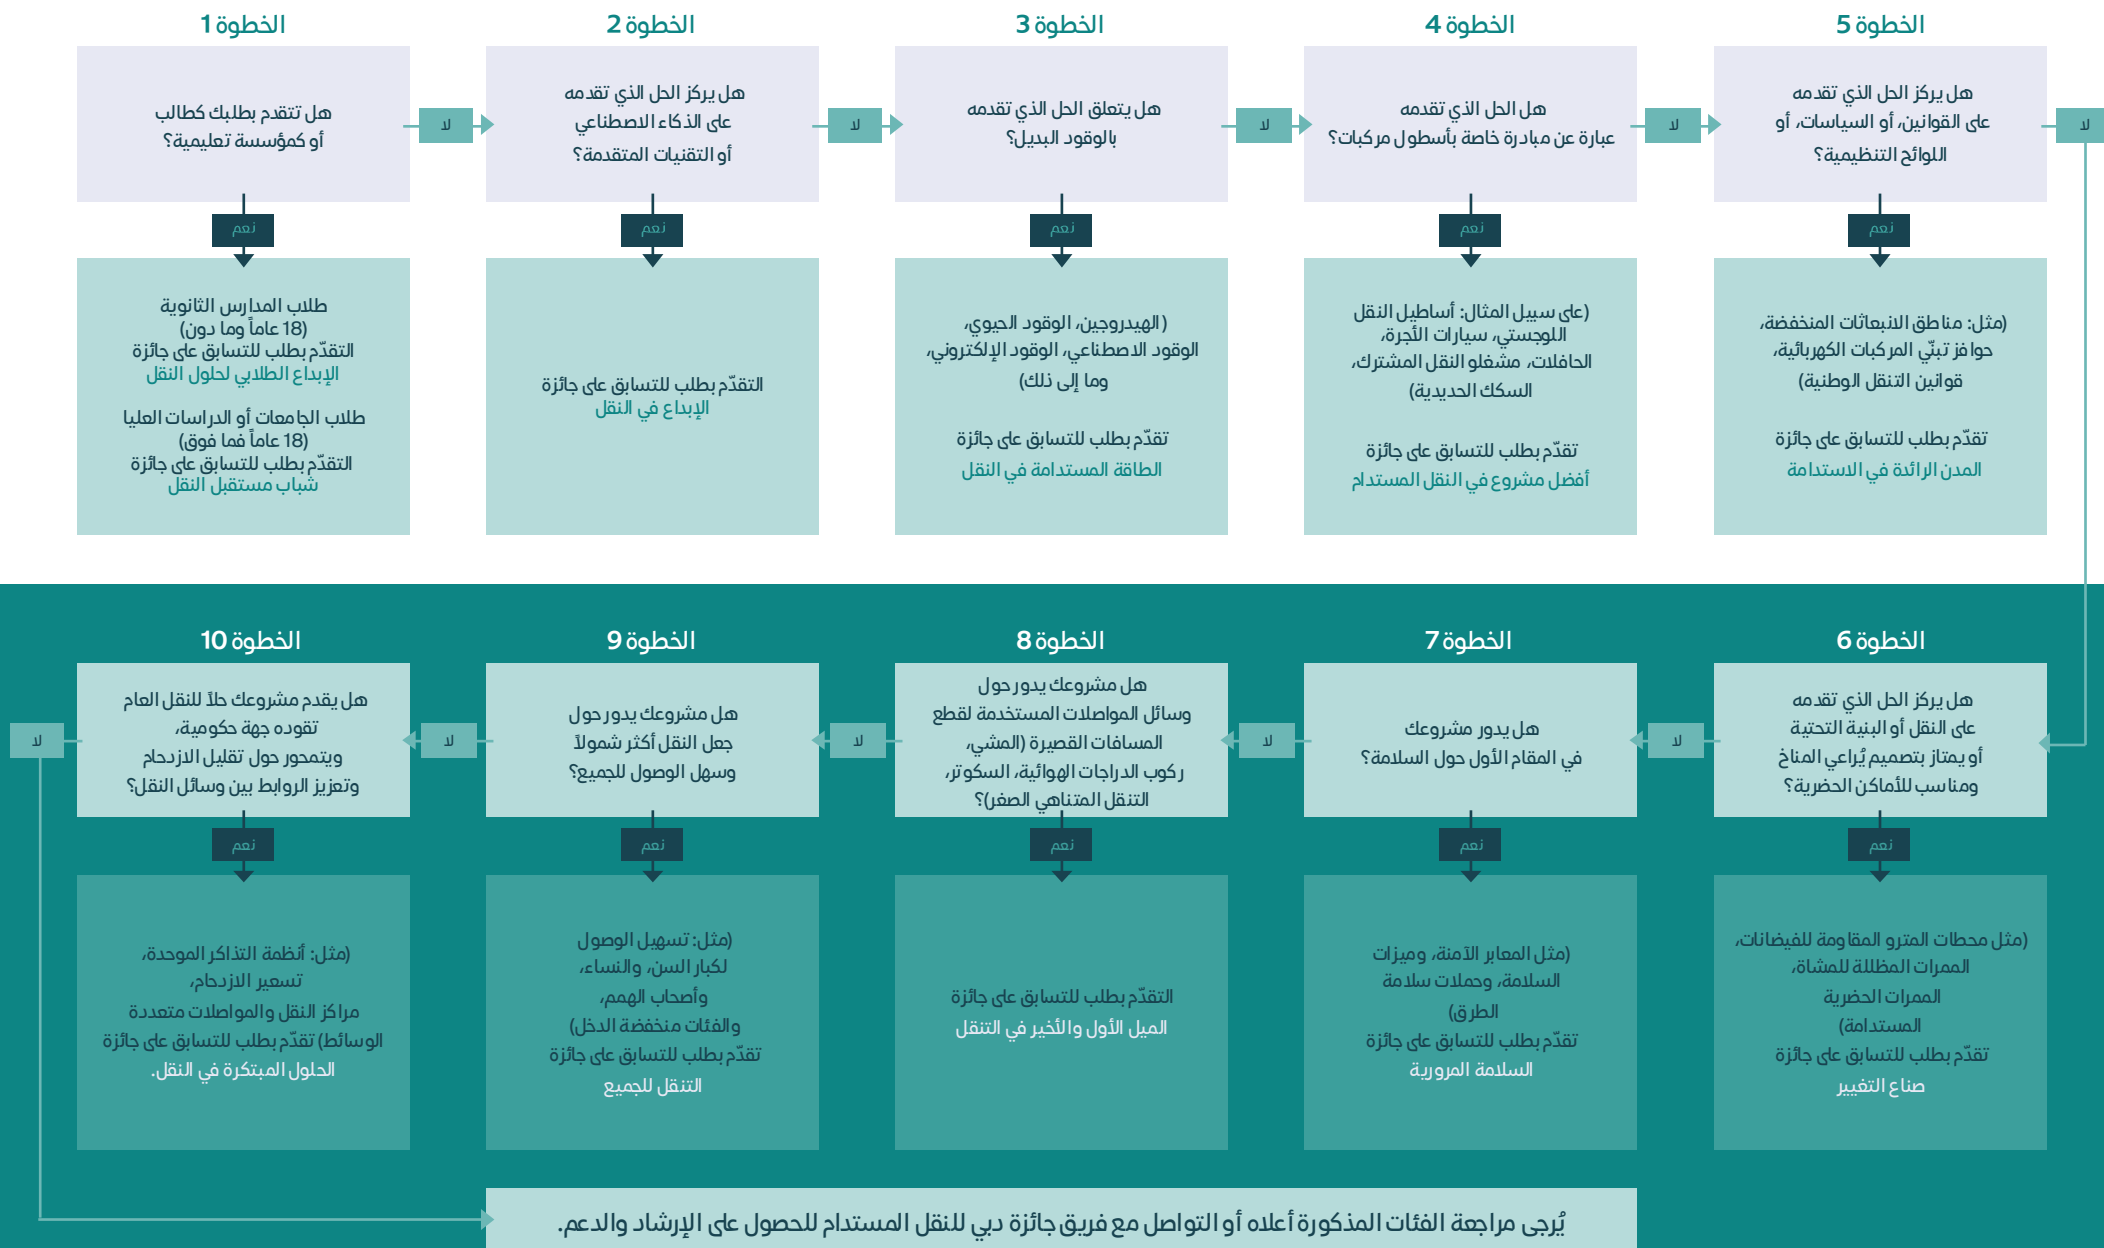 الخطوة 1
هل تتقدم بطلبك كطالب
أو كمؤسسة تعليمية؟
لا
نعم
طلاب المدارس الثانوية
(18 عاماً وما دون)
التقدّم بطلب للتسابق على جائزة
الإبداع الطلابي لحلول النقل
طلاب الجامعات أو الدراسات العليا
(18 عاماً فما فوق)
التقدّم بطلب للتسابق على جائزة
شباب مستقبل النقل
الخطوة 2
هل يركز الحل الذي تقدمه
على الذكاء الاصطناعي
أو التقنيات المتقدمة؟
لا
نعم
التقدّم بطلب للتسابق على جائزة
الإبداع في النقل
الخطوة 3
هل يتعلق الحل الذي تقدمه
بالوقود البديل؟
لا
نعم
(الهيدروجين، الوقود الحيوي،
الوقود الاصطناعي، الوقود الإلكتروني،
وما إلى ذلك)
تقدّم بطلب للتسابق على جائزة
الطاقة المستدامة في النقل
الخطوة 4
هل الحل الذي تقدمه
عبارة عن مبادرة خاصة بأسطول مركبات؟
لا
نعم
(على سبيل المثال: أساطيل النقل
اللوجستي، سيارات الأجرة،
الحافلات، مشغلو النقل المشترك،
السكك الحديدية)
تقدّم بطلب للتسابق على جائزة
أفضل مشروع في النقل المستدام
الخطوة 5
هل يركز الحل الذي تقدمه
على القوانين، أو السياسات، أو
اللوائح التنظيمية؟
لا
نعم
(مثل: مناطق الانبعاثات المنخفضة،
حوافز تبنّي المركبات الكهربائية،
قوانين التنقل الوطنية)
تقدّم بطلب للتسابق على جائزة
المدن الرائدة في الاستدامة
الخطوة 6
هل يركز الحل الذي تقدمه
على النقل أو البنية التحتية
أو يمتاز بتصميم يُراعي المناخ
ومناسب للأماكن الحضرية؟
لا
نعم
(مثل محطات المترو المقاومة للفيضانات،
الممرات المظللة للمشاة،
الممرات الحضرية
المستدامة)
تقدّم بطلب للتسابق على جائزة
صناع التغيير
الخطوة 7
هل يدور مشروعك
في المقام الأول حول السلامة؟
لا
نعم
(مثل المعابر الآمنة، وميزات
السلامة، وحملات سلامة
الطرق)
تقدّم بطلب للتسابق على جائزة
السلامة المرورية
الخطوة 8
هل مشروعك يدور حول
وسائل المواصلات المستخدمة لقطع
المسافات القصيرة (المشي،
ركوب الدراجات الهوائية، السكوتر،
التنقل المتناهي الصغر)؟
لا
نعم
التقدّم بطلب للتسابق على جائزة
الميل الأول والأخير في التنقل
الخطوة 9
هل مشروعك يدور حول
جعل النقل أكثر شمولاً
وسهل الوصول للجميع؟
لا
نعم
(مثل: تسهيل الوصول
لكبار السن، والنساء،
وأصحاب الهمم،
والفئات منخفضة الدخل)
تقدّم بطلب للتسابق على جائزة
التنقل للجميع
الخطوة 10
هل يقدم مشروعك حلاً للنقل العام
تقوده جهة حكومية،
ويتمحور حول تقليل الازدحام
وتعزيز الروابط بين وسائل النقل؟
لا
نعم
(مثل: أنظمة التذاكر الموحدة،
تسعير الازدحام،
مراكز النقل والمواصلات متعددة
الوسائط) تقدّم بطلب للتسابق على جائزة
الحلول المبتكرة في النقل.
يُرجى مراجعة الفئات المذكورة أعلاه أو التواصل مع فريق جائزة دبي للنقل المستدام للحصول على الإرشاد والدعم.